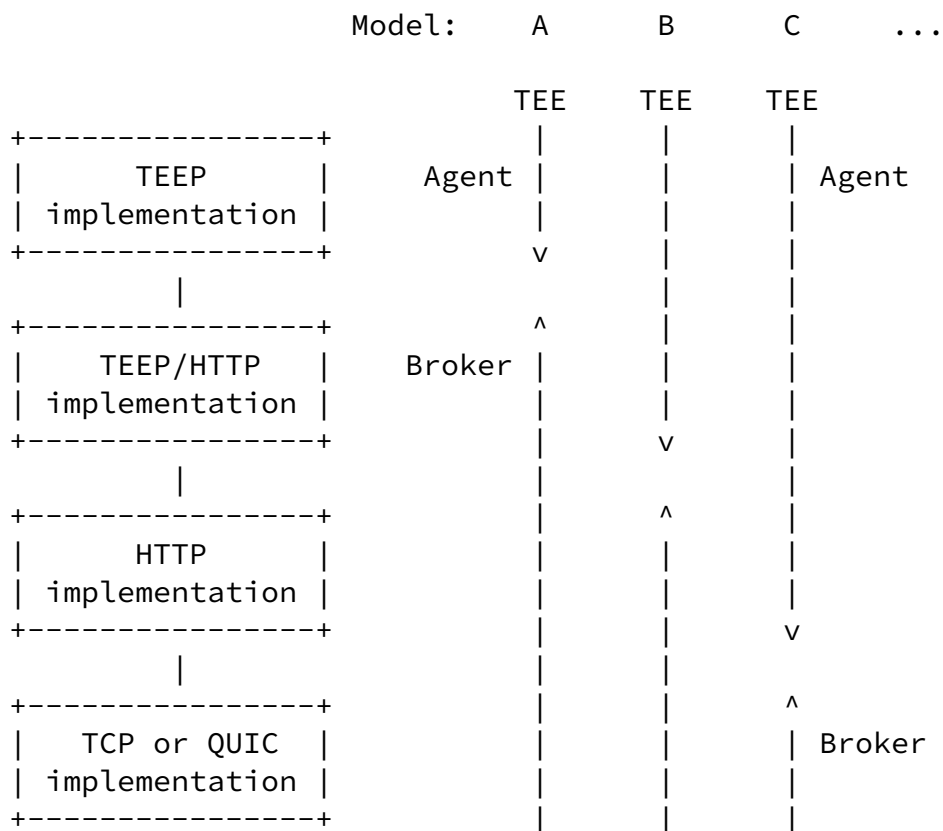 Model: A B C ...
TEE TEE TEE
+----------------+ | | |
| TEEP | Agent | | | Agent
| implementation | | | |
+----------------+ v | |
| | |
+----------------+ ^ | |
| TEEP/HTTP | Broker | | |
| implementation | | | |
+----------------+ | v |
| | |
+----------------+ | ^ |
| HTTP | | | |
| implementation | | | |
+----------------+ | | v
| | |
+----------------+ | | ^
| TCP or QUIC | | | | Broker
| implementation | | | |
+----------------+ | | |